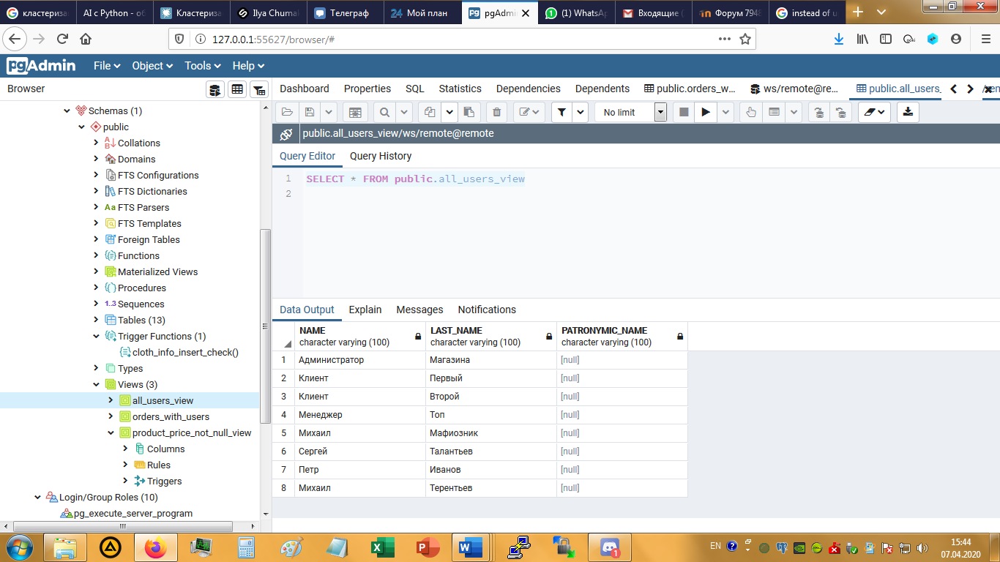 кластериза
AI с Python - об
Кластериза
Ilya Chumal
Телеграф
24 Мой план
pgAdmi
(1) WhatsAp
Входящие (
Форум 7948
instead of u
127.0.0.1:55627/browser/#
pgAdmin File Object Tools Help
Browser
Dashboard Properties SQL Statistics Dependencies Dependents public.orders_w... ws/remote@re... public.all_users_
No limit
public.all_users_view/ws/remote@remote
Query Editor Query History
1 SELECT * FROM public.all_users_view
2
Schemas (1)
public
Collations
Domains
FTS Configurations
FTS Dictionaries
Aa FTS Parsers
FTS Templates
Foreign Tables
Functions
Materialized Views
Procedures
1..3 Sequences
Tables (13)
Trigger Functions (1)
cloth_info_insert_check()
Types
Views (3)
all_users_view
orders_with_users
product_price_not_null_view
Columns
Rules
Triggers
Login/Group Roles (10)
pg_execute_server_program
Data Output Explain Messages Notifications
NAME LAST_NAME PATRONYMIC_NAME
character varying (100) character varying (100) character varying (100)
1 Администратор Магазина [null]
2 Клиент Первый [null]
3 Клиент Второй [null]
4 Менеджер Топ [null]
5 Михаил Мафиозник [null]
6 Сергей Талантьев [null]
7 Петр Иванов [null]
8 Михаил Терентьев [null]
EN
15:44
07.04.2020